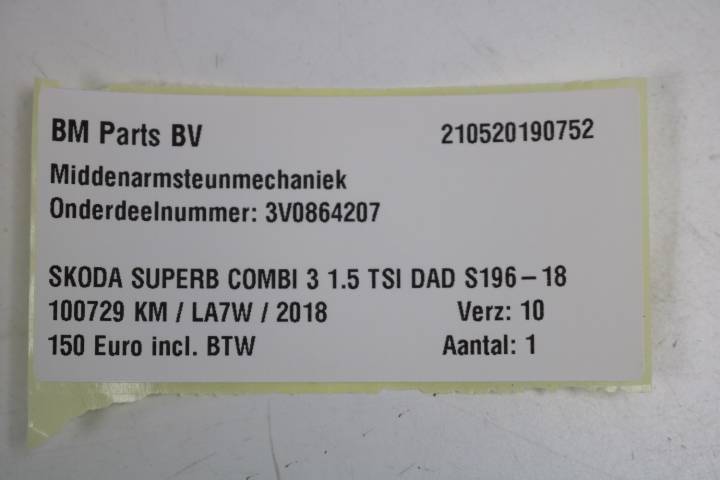 BM Parts BV 210520190752
Middenarmsteunmechaniek
Onderdeelnummer: 3V0864207
SKODA SUPERB COMBI 3 1.5 TSI DAD S196-18
100729 KM / LA7W / 2018 Verz: 10
150 Euro incl. BTW Aantal: 1